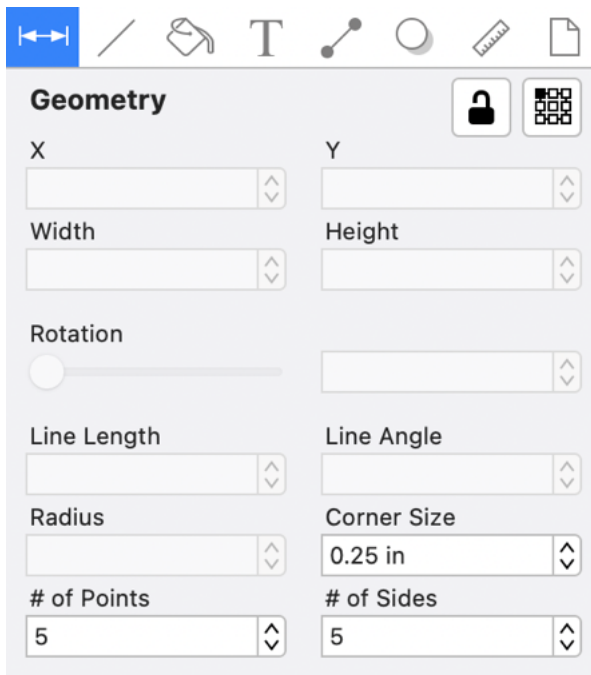 T
Geometry
X Y
Width Height
Rotation
Line Length Line Angle
Radius Corner Size
0.25 in
# of Points # of Sides
5 5